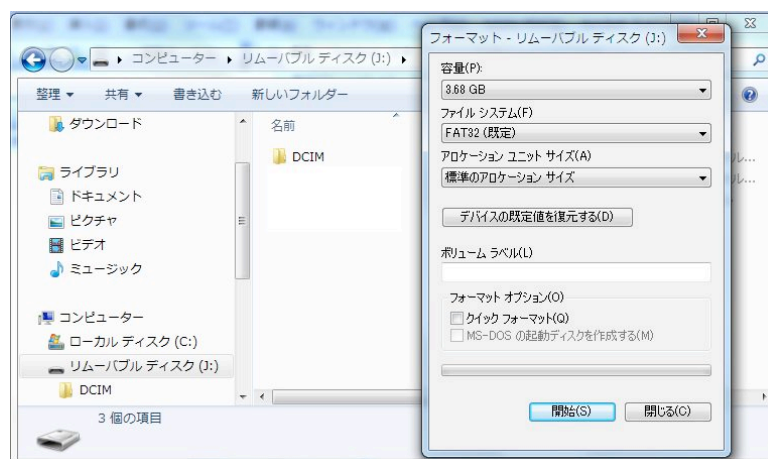 コンピューター ▸ リムーバブル ディスク (J:) ▸
整理 ▼ 共有 ▼ 書き込む 新しいフォルダー
ダウンロード
ライブラリ
ドキュメント
ピクチャ
ビデオ
ミュージック
コンピューター
ローカル ディスク (C:)
リムーバブル ディスク (J:)
DCIM
名前
DCIM
3 個の項目
フォーマット - リムーバブル ディスク (J:)
容量(P):
3.68 GB
ファイル システム(F)
FAT32 (既定)
アロケーション ユニット サイズ(A)
標準のアロケーション サイズ
デバイスの既定値を復元する(D)
ボリューム ラベル(L)
フォーマット オプション(O)
クイック フォーマット(Q)
MS-DOS の起動ディスクを作成する(M)
開始(S) 閉じる(C)